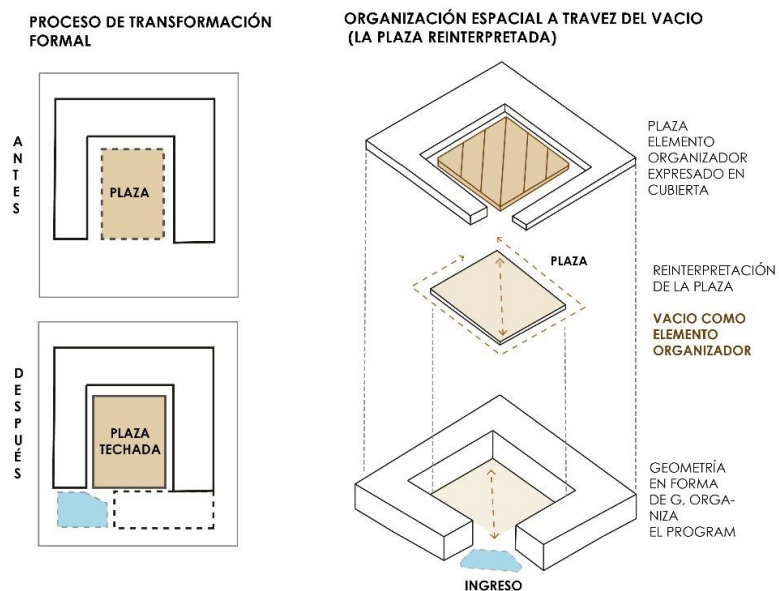 PROCESO DE TRANSFORMACIÓN
FORMAL
ANTES
PLAZA
DESPUÉS
PLAZA
TECHADA
ORGANIZACIÓN ESPACIAL A TRAVEZ DEL VACIO
(LA PLAZA REINTERPRETADA)
PLAZA
ELEMENTO
ORGANIZADOR
EXPRESADO EN
CUBIERTA
PLAZA
REINTERPRETACIÓN
DE LA PLAZA
VACIO COMO
ELEMENTO
ORGANIZADOR
GEOMETRÍA
EN FORMA
DE G, ORGA-
NIZA
EL PROGRAM
INGRESO